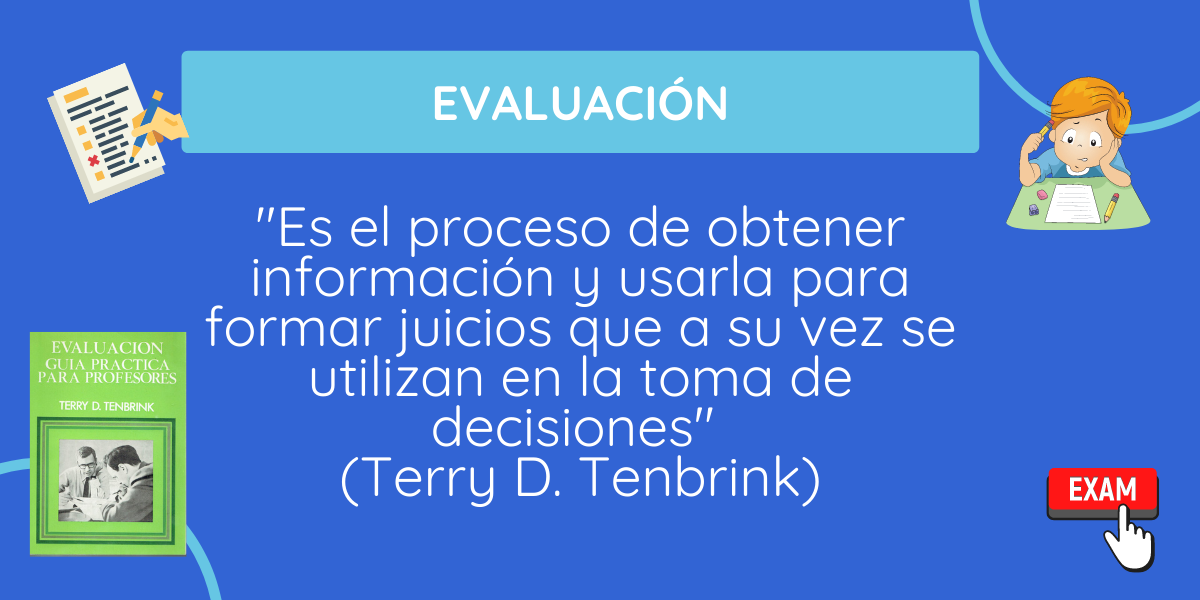 EVALUACIÓN
"Es el proceso de obtener
información y usarla para
formar juicios que a su vez se
utilizan en la toma de
decisiones"
(Terry D. Tenbrink)
EVALUACION
GUIA PRACTICA
PARA PROFESORES
TERRY D. TENBRINK
EXAM